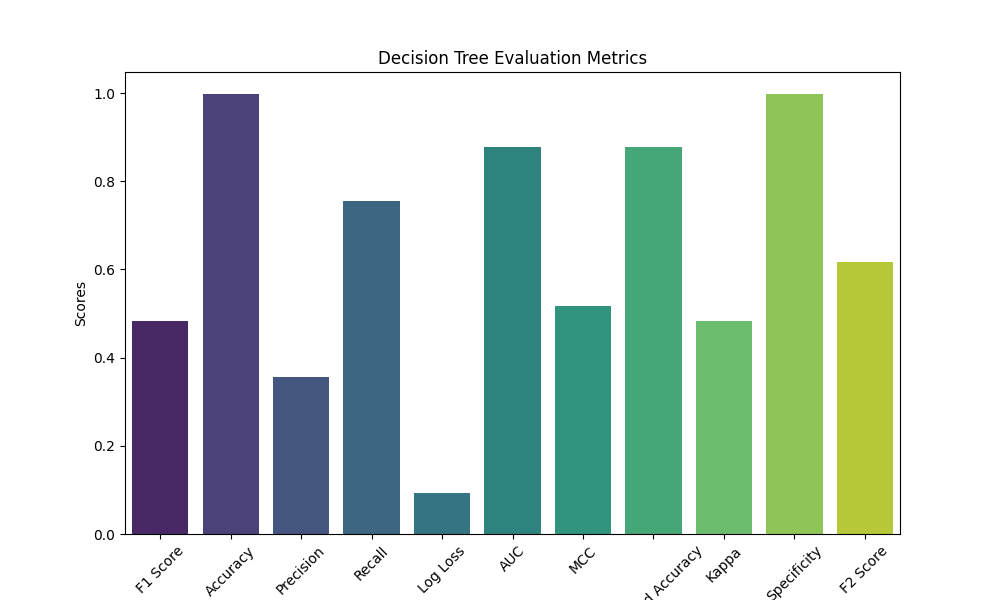 Decision Tree Evaluation Metrics
Scores
1.0
0.8
0.6
0.4
0.2
0.0
F1 Score
Accuracy
Precision
Recall
Log Loss
AUC
MCC
d Accuracy
Kappa
Specificity
F2 Score